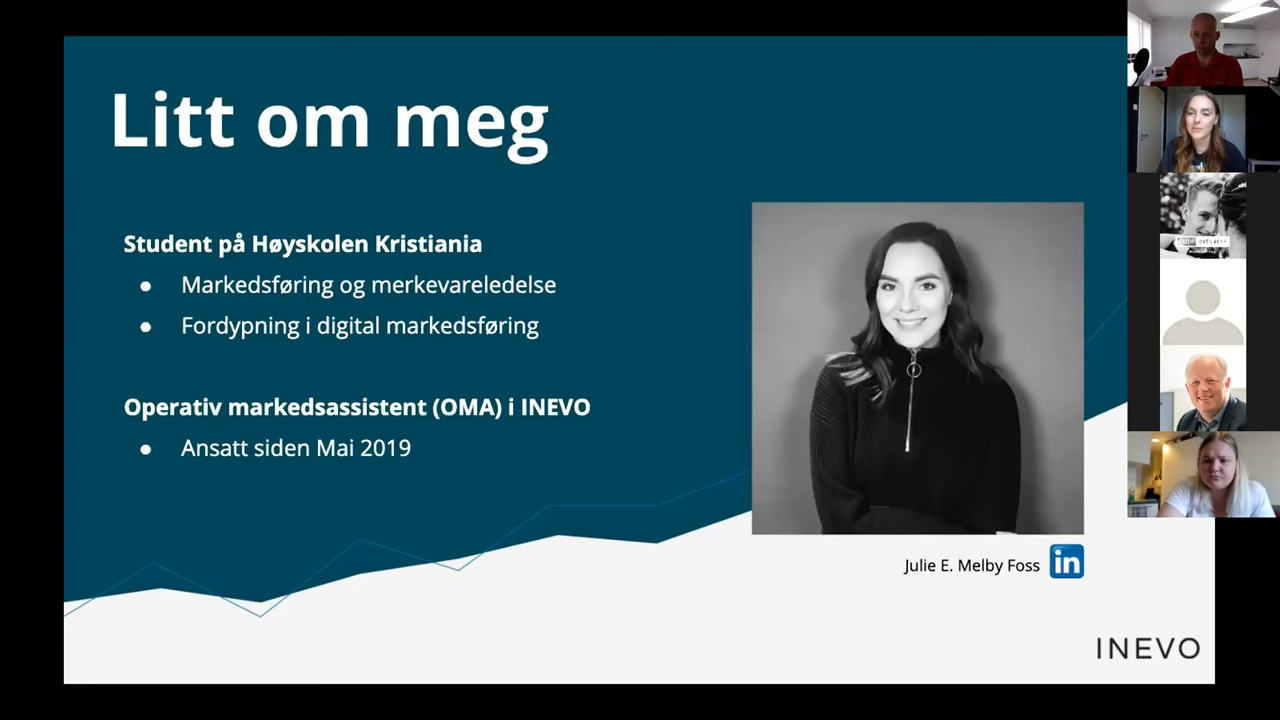 Litt om meg
Student på Høyskolen Kristiania
● Markedsføring og merkevareledelse
● Fordypning i digital markedsføring
Operativ markedsassistent (OMA) i INEVO
● Ansatt siden Mai 2019
Julie E. Melby Foss
in
INEVO